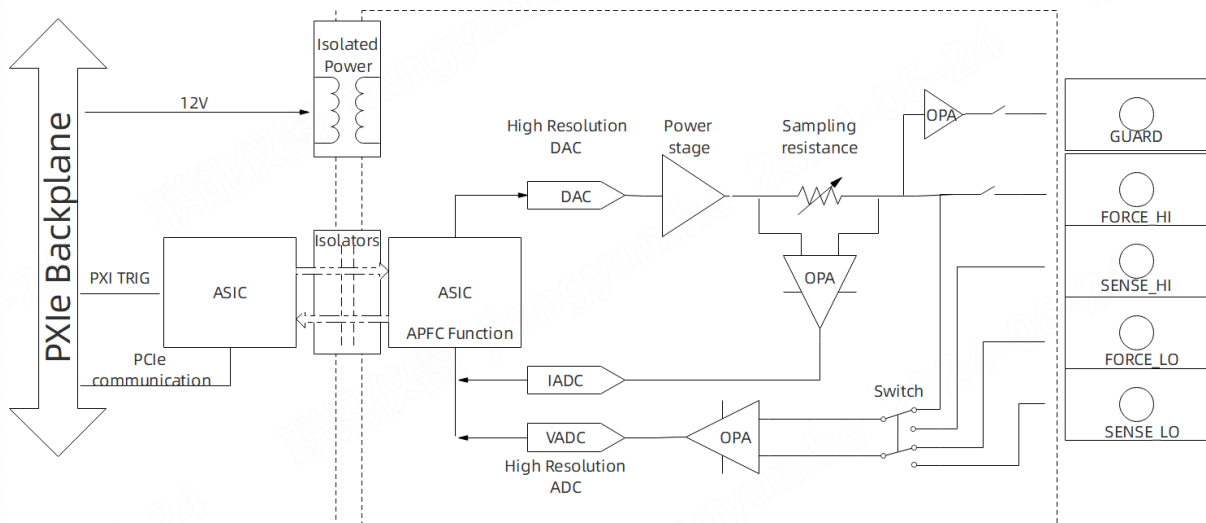 Isolated
Power
12V
PXIe Backplane
High Resolution
DAC
Power
stage
Sampling
resistance
OPA
GUARD
DAC
FORCE_HI
Isolators
PXI TRIG
ASIC
ASIC
APFC Function
OPA
SENSE_HI
PCIe
communication
FORCE_LO
IADC
Switch
VADC
OPA
SENSE_LO
High Resolution
ADC